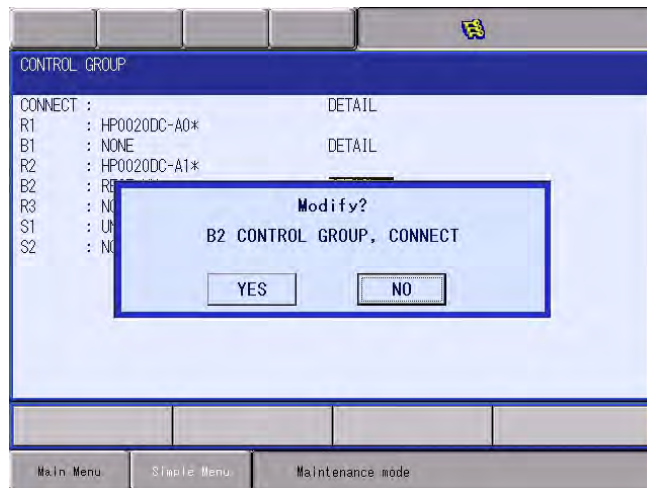 CONTROL GROUP
CONNECT : DETAIL
R1 : HP0020DC-A0*
B1 : NONE DETAIL
R2 : HP0020DC-A1*
B2 :
R3 :
S1 :
S2 :
Modify?
B2 CONTROL GROUP, CONNECT
YES NO
Main Menu Simple Menu Maintenance mode